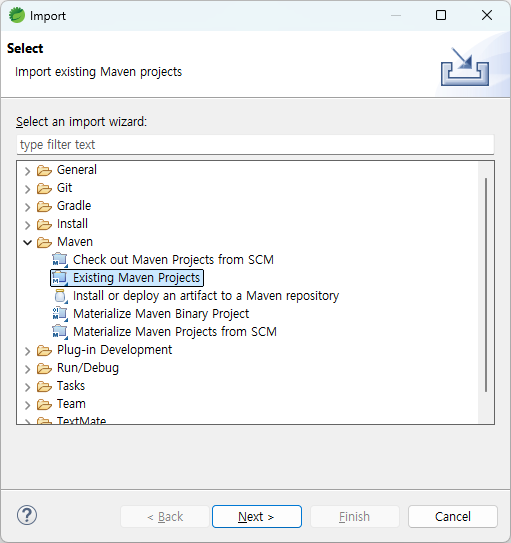 Import
Select
Import existing Maven projects
Select an import wizard:
type filter text
General
Git
Gradle
Install
Maven
Check out Maven Projects from SCM
Existing Maven Projects
Install or deploy an artifact to a Maven repository
Materialize Maven Binary Project
Materialize Maven Projects from SCM
Plug-in Development
Run/Debug
Tasks
Team
TextMate
< Back
Next >
Finish
Cancel